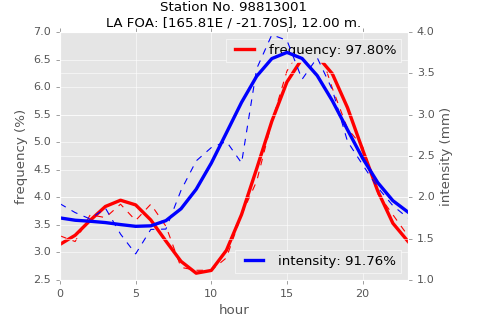 Station No. 98813001
LA FOA: [165.81E / -21.70S], 12.00 m.
7.0
6.5
6.0
5.5
5.0
4.5
4.0
3.5
3.0
2.5
frequency (%)
4.0
3.5
3.0
2.5
2.0
1.5
1.0
intensity (mm)
frequency: 97.80%
intensity: 91.76%
0 5 10 15 20
hour